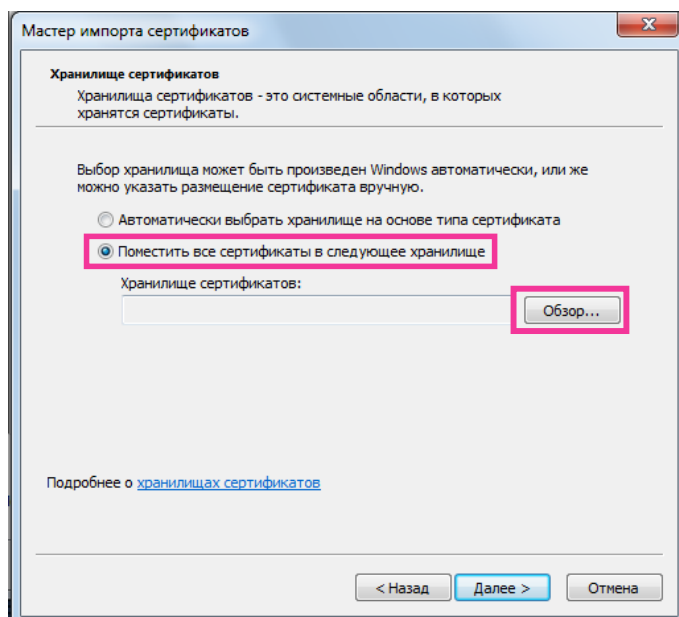 Мастер импорта сертификатов
Хранилище сертификатов
Хранилища сертификатов - это системные области, в которых
хранятся сертификаты.
Выбор хранилища может быть произведен Windows автоматически, или же
можно указать размещение сертификата вручную.
Автоматически выбрать хранилище на основе типа сертификата
Поместить все сертификаты в следующее хранилище
Хранилище сертификатов:
Обзор...
Подробнее о хранилищах сертификатов
< Назад Далее > Отмена